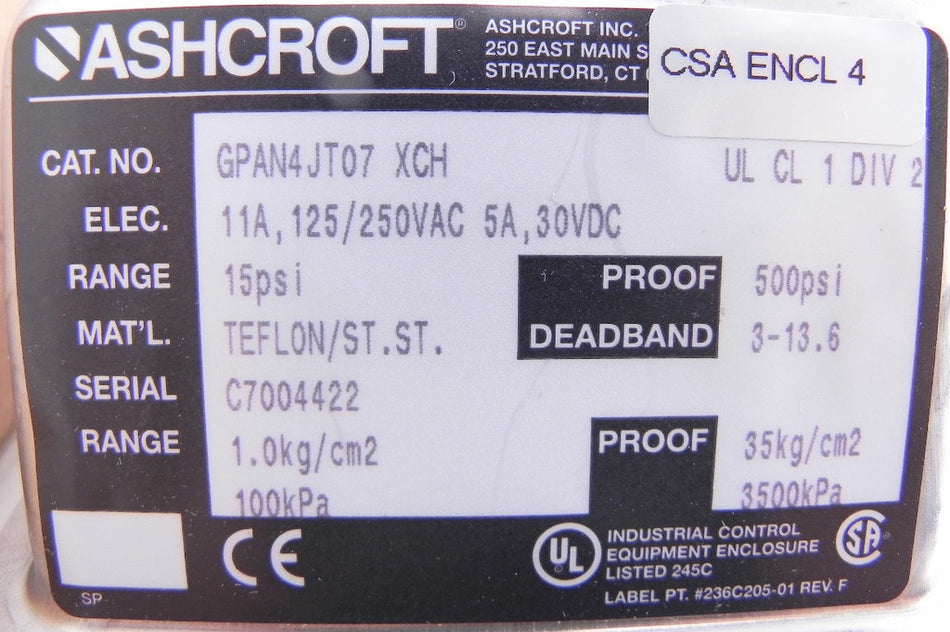 ASHCROFT®
ASHCROFT INC.
250 EAST MAIN
STRATFORD, CT
CSA ENCL 4
CAT. NO. GPAN4JT07 XCH UL CL 1 DIV 2
ELEC. 11A,125/250VAC 5A,30VDC
RANGE 15psi PROOF 500psi
MAT'L. TEFLON/ST.ST. DEADBAND 3-13.6
SERIAL C7004422
RANGE 1.0kg/cm2 PROOF 35kg/cm2
100kPa 3500kPa
SP
CE
UL
INDUSTRIAL CONTROL
EQUIPMENT ENCLOSURE
LISTED 245C
SA
LABEL PT. #236C205-01 REV. F